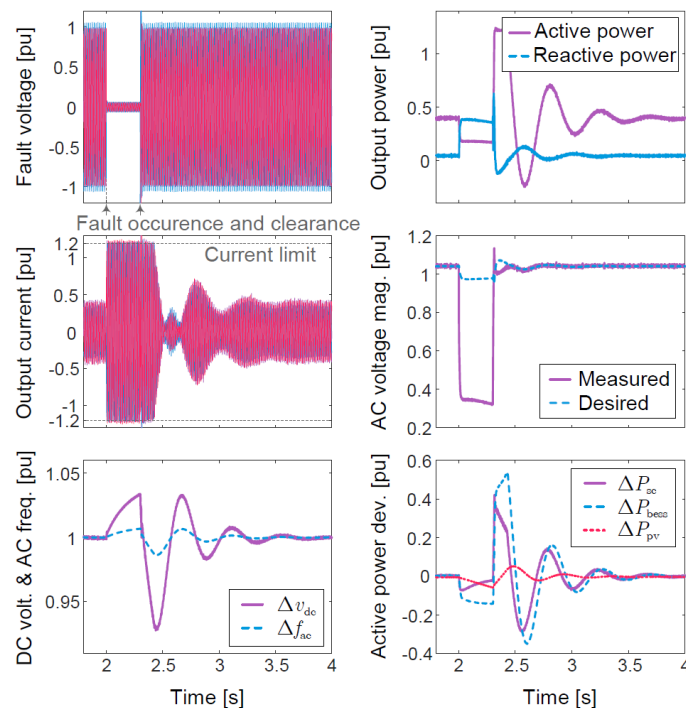 Fault voltage [pu]
1
0.5
0
-0.5
-1
Fault occurence and clearance
Output power [pu]
1
0.5
0
Active power
Reactive power
Output current [pu]
1.2
0.5
0
-0.5
-1
-1.2
Current limit
AC voltage mag. [pu]
1.2
1
0.8
0.6
0.4
0.2
Measured
Desired
DC volt. & AC freq. [pu]
1.05
1
0.95
Δv_dc
Δf_ac
2 2.5 3 3.5 4
Time [s]
Active power dev. [pu]
0.6
0.4
0.2
0
-0.2
-0.4
ΔP_sc
ΔP_bess
ΔP_pv
2 2.5 3 3.5 4
Time [s]